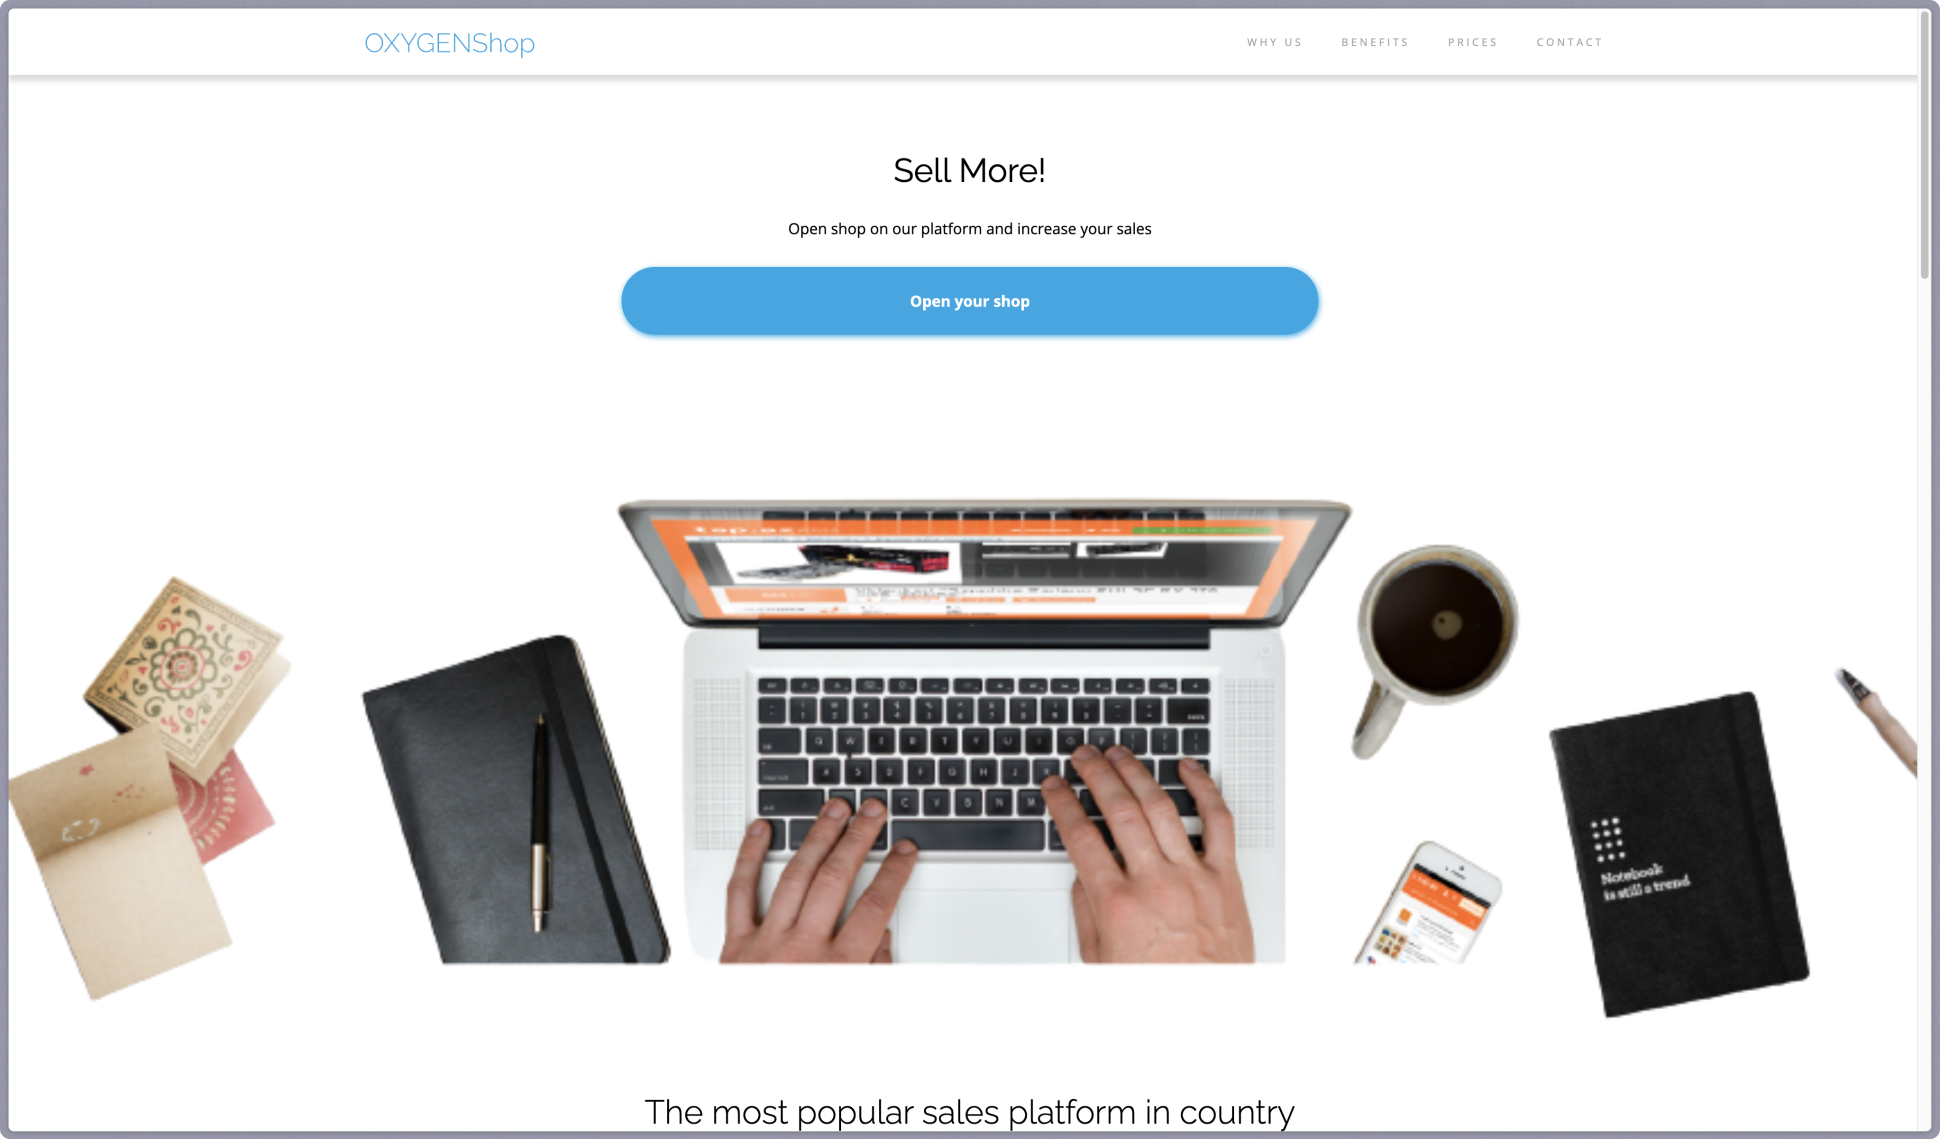 OXYGENShop
WHY US BENEFITS PRICES CONTACT
Sell More!
Open shop on our platform and increase your sales
Open your shop
Notebook
is still a trend
The most popular sales platform in country